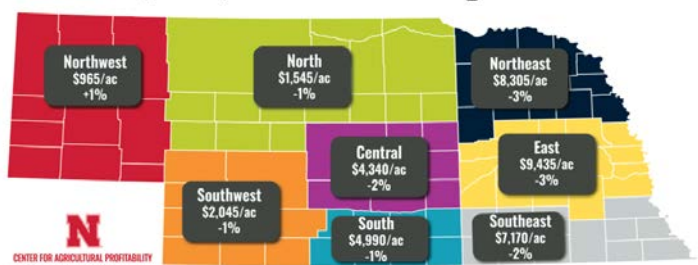 Northwest
$965/ac
+1%
North
$1,545/ac
-1%
Northeast
$8,305/ac
-3%
Central
$4,340/ac
-2%
East
$9,435/ac
-3%
Southwest
$2,045/ac
-1%
South
$4,990/ac
-1%
Southeast
$7,170/ac
-2%
N
CENTER FOR AGRICULTURAL PROFITABILITY